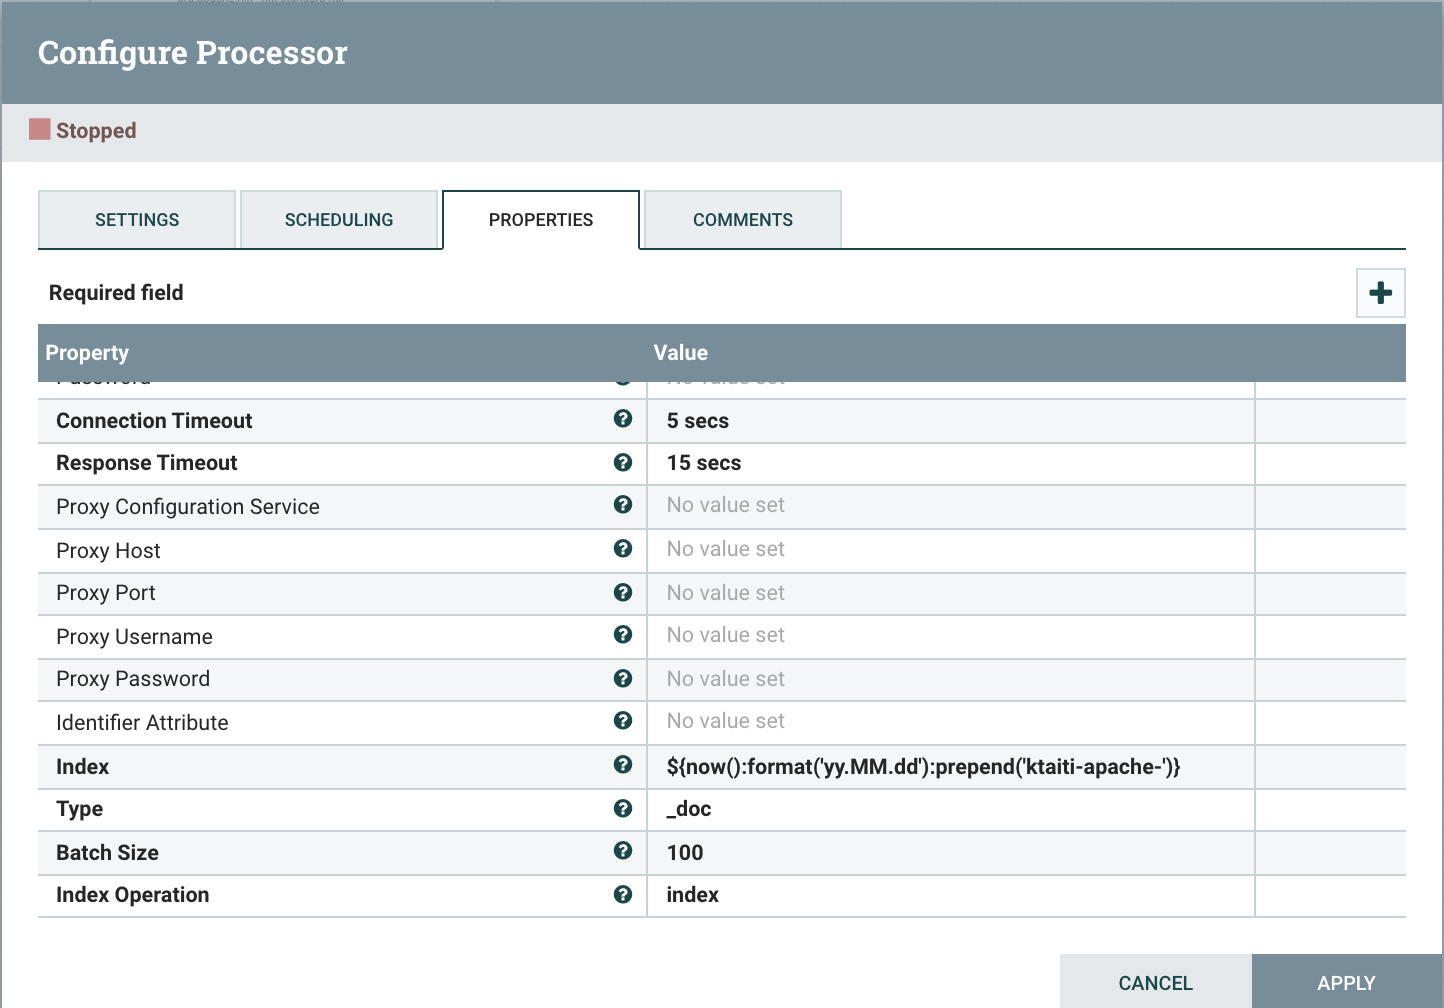 Configure Processor
Stopped
SETTINGS SCHEDULING PROPERTIES COMMENTS
Required field
Property Value
Connection Timeout 5 secs
Response Timeout 15 secs
Proxy Configuration Service No value set
Proxy Host No value set
Proxy Port No value set
Proxy Username No value set
Proxy Password No value set
Identifier Attribute No value set
Index ${now():format('yy.MM.dd'):prepend('ktaiti-apache-')}
Type _doc
Batch Size 100
Index Operation index
CANCEL APPLY